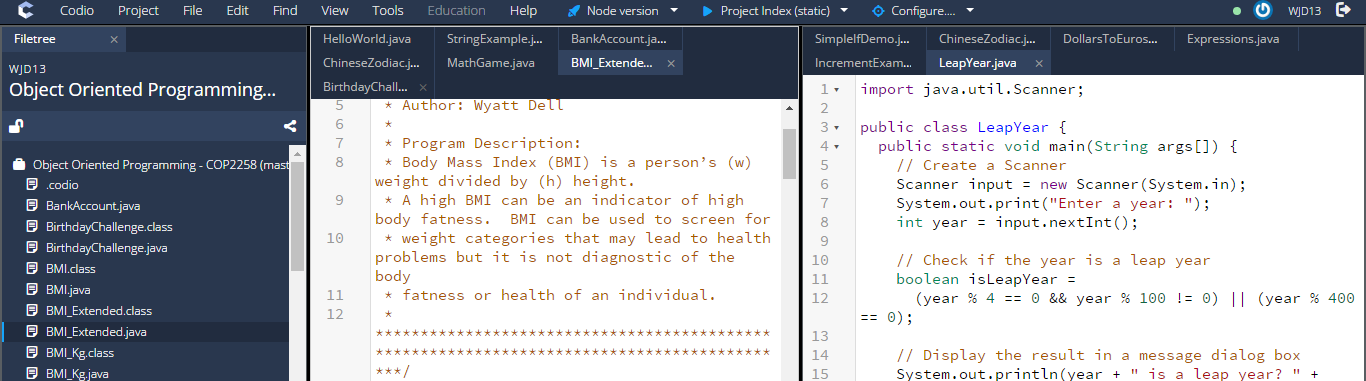 Codio Project File Edit Find View Tools Education Help Node version Project Index (static) Configure.... WJD13
Filetree
WJD13
Object Oriented Programming...
Object Oriented Programming - COP2258 (mast
.codio
BankAccount.java
BirthdayChallenge.class
BirthdayChallenge.java
BMI.class
BMI.java
BMI_Extended.class
BMI_Extended.java
BMI_Kg.class
BMI_Kg.java
HelloWorld.java StringExample.j... BankAccount.ja...
ChineseZodiac.j... MathGame.java BMI_Extende... ×
BirthdayChall... ×
5 * Author: Wyatt Dell
6 *
7 * Program Description:
8 * Body Mass Index (BMI) is a person’s (w)
weight divided by (h) height.
9 * A high BMI can be an indicator of high
body fatness.  BMI can be used to screen for
10 * weight categories that may lead to health
problems but it is not diagnostic of the
body
11 * fatness or health of an individual.
12 *
********************************************
********************************************
***/
SimpleIfDemo.j... ChineseZodiac.j... DollarsToEuros... Expressions.java
IncrementExam... LeapYear.java ×
1 import java.util.Scanner;
2
3 public class LeapYear {
4 public static void main(String args[]) {
5 // Create a Scanner
6 Scanner input = new Scanner(System.in);
7 System.out.print("Enter a year: ");
8 int year = input.nextInt();
9
10 // Check if the year is a leap year
11 boolean isLeapYear =
12 (year % 4 == 0 && year % 100 != 0) || (year % 400
== 0);
13
14 // Display the result in a message dialog box
15 System.out.println(year + " is a leap year? " +